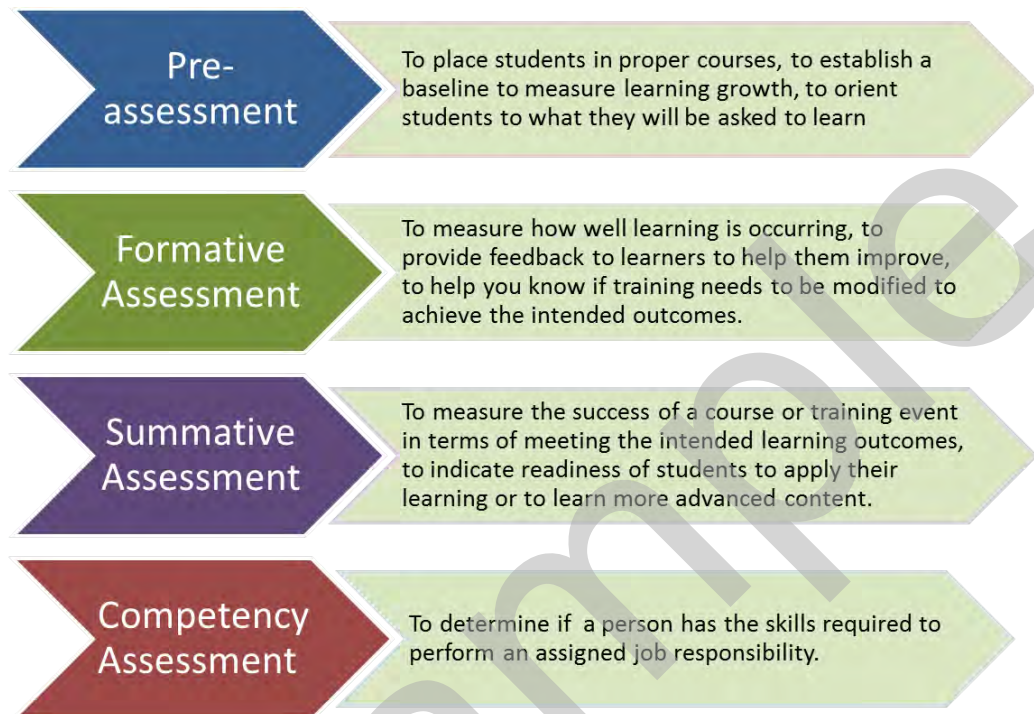 Pre-
assessment
To place students in proper courses, to establish a
baseline to measure learning growth, to orient
students to what they will be asked to learn
Formative
Assessment
To measure how well learning is occurring, to
provide feedback to learners to help them improve,
to help you know if training needs to be modified to
achieve the intended outcomes.
Summative
Assessment
To measure the success of a course or training event
in terms of meeting the intended learning outcomes,
to indicate readiness of students to apply their
learning or to learn more advanced content.
Competency
Assessment
To determine if a person has the skills required to
perform an assigned job responsibility.
ample